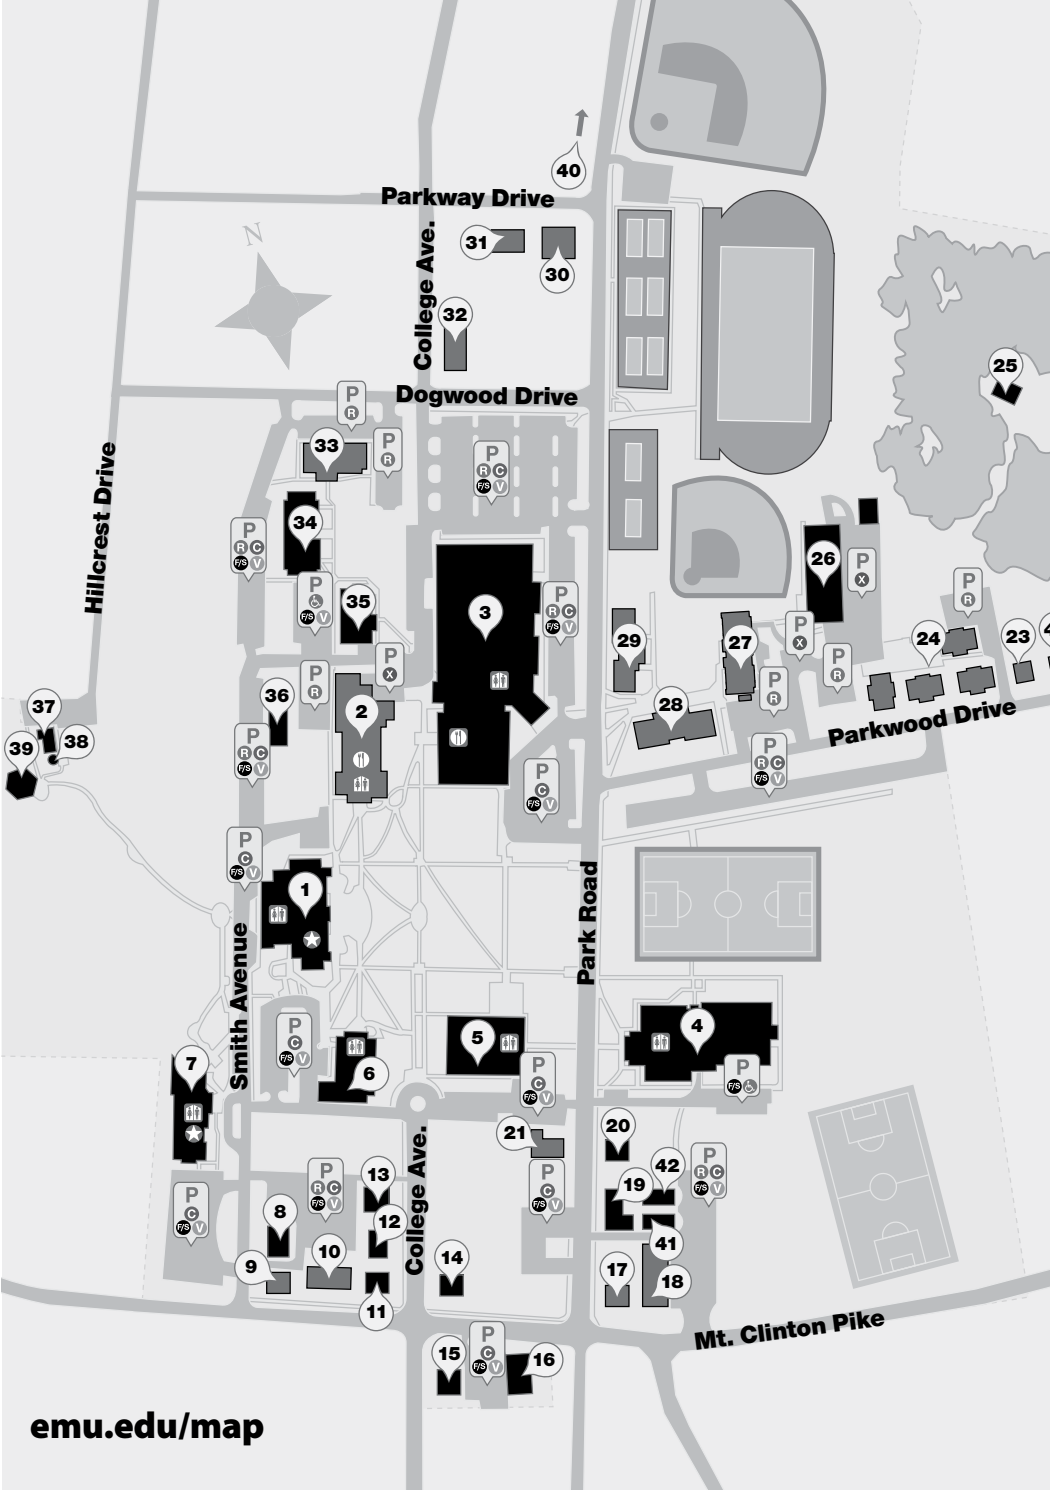 40
Parkway Drive
N
31
30
College Ave.
32
25
Dogwood Drive
P
R
33
P
R
P
R C
F/S V
Hillcrest Drive
34
P
R C
F/S V
26
P
X
P
F/S V
35
3
P
R C
F/S V
P
R
29
27
P
X
24
23
P
X
P
R
P
R
P
R
36
2
28
37
38
39
Parkwood Drive
P
R C
F/S V
P
R C
F/S V
P
C
F/S V
P
C
F/S V
1
Park Road
Smith Avenue
P
C
F/S V
5
4
7
6
P
C
F/S V
P
F/S
College Ave.
21
20
P
R C
F/S V
13
P
C
F/S V
42
P
R C
F/S V
19
P
C
F/S V
8
12
41
9
10
14
17
18
11
Mt. Clinton Pike
15
P
C
F/S V
16
emu.edu/map